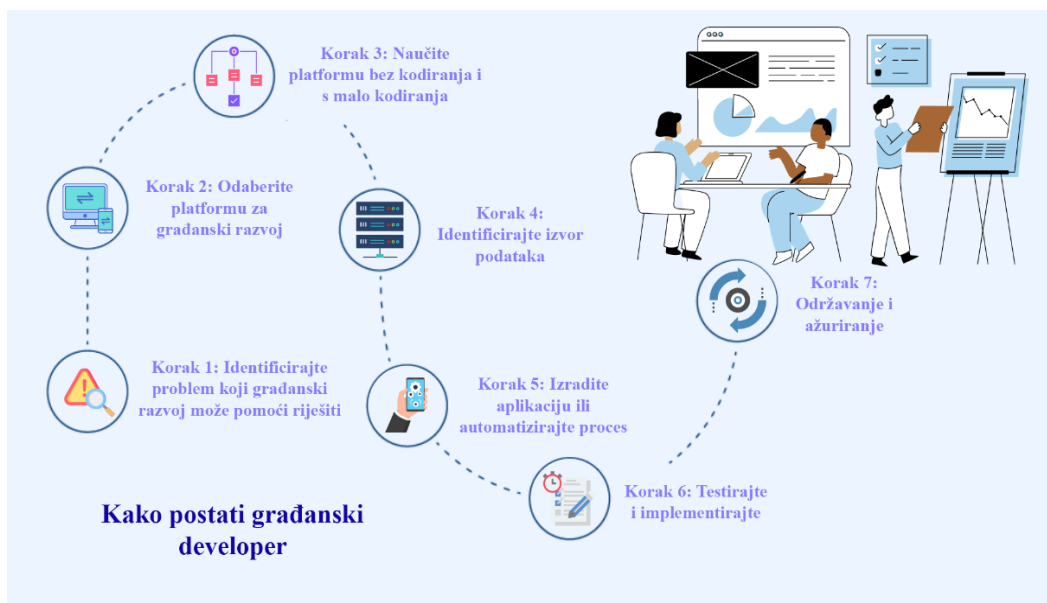 Korak 1: Identificirajte
problem koji građanski
razvoj može pomoći riješiti
Korak 2: Odaberite
platformu za
građanski razvoj
Korak 3: Naučite
platformu bez kodiranja i
s malo kodiranja
Korak 4:
Identificirajte izvor
podataka
Korak 5: Izradite
aplikaciju ili
automatizirajte proces
Korak 6: Testirajte
i implementirajte
Korak 7:
Održavanje i
ažuriranje
Kako postati građanski
developer